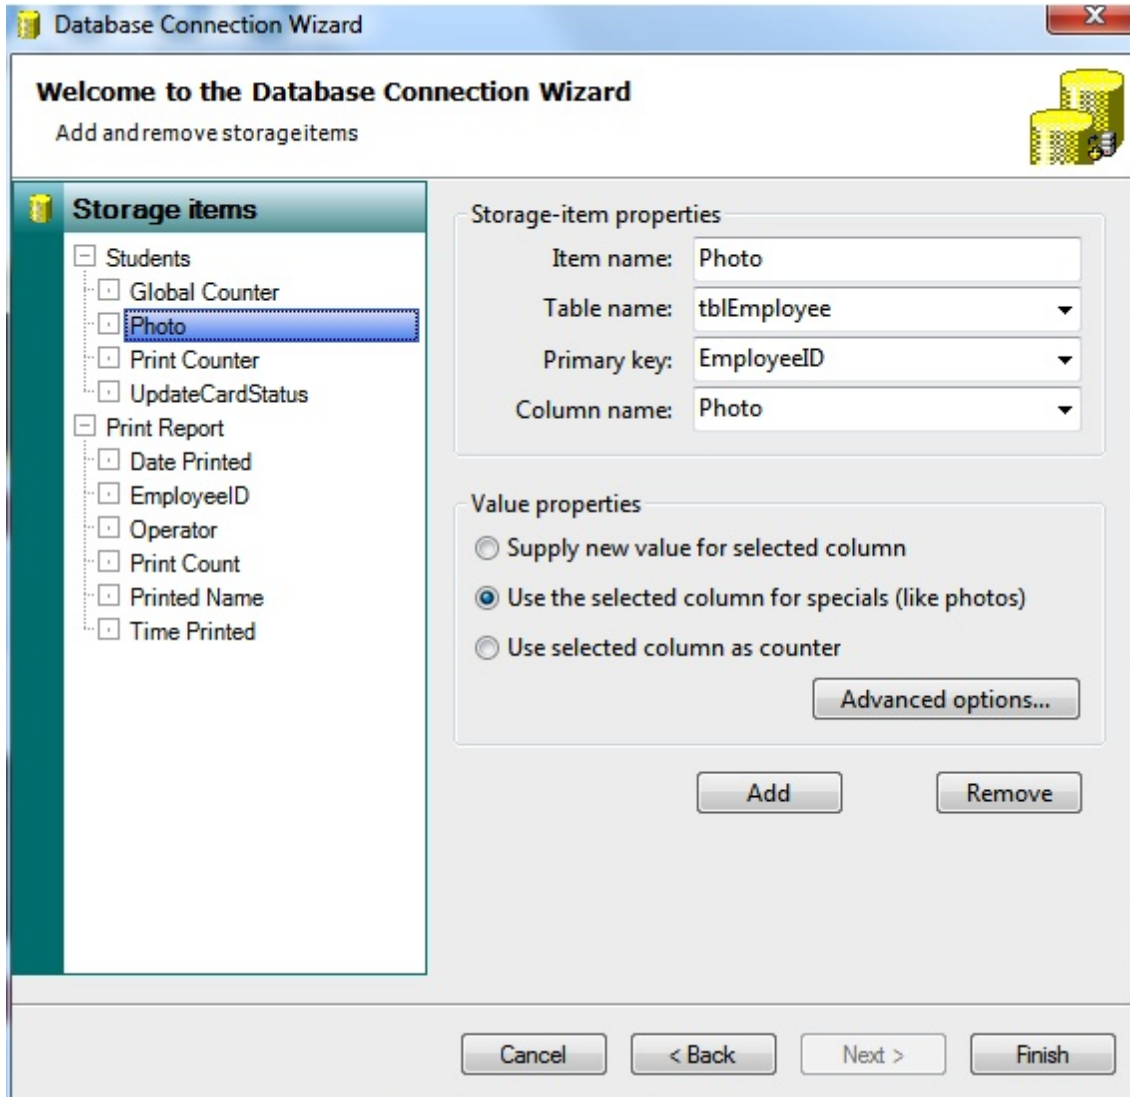 Database Connection Wizard
X
Welcome to the Database Connection Wizard
Add and remove storage items
Storage items
Students
Global Counter
Photo
Print Counter
UpdateCardStatus
Print Report
Date Printed
EmployeeID
Operator
Print Count
Printed Name
Time Printed
Storage-item properties
Item name: Photo
Table name: tblEmployee
Primary key: EmployeeID
Column name: Photo
Value properties
Supply new value for selected column
Use the selected column for specials (like photos)
Use selected column as counter
Advanced options...
Add Remove
Cancel < Back Next > Finish